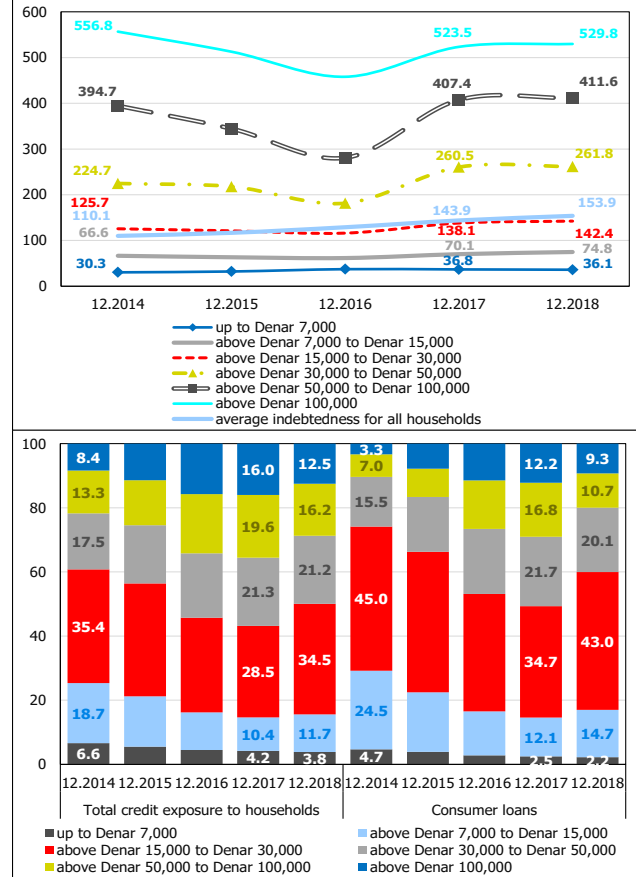 600
556.8
523.5
529.8
500
394.7
407.4
411.6
400
300
224.7
260.5
261.8
200
125.7
143.9
153.9
110.1
138.1
142.4
100
66.6
70.1
74.8
30.3
36.8
36.1
0
12.2014 12.2015 12.2016 12.2017 12.2018
up to Denar 7,000
above Denar 7,000 to Denar 15,000
above Denar 15,000 to Denar 30,000
above Denar 30,000 to Denar 50,000
above Denar 50,000 to Denar 100,000
above Denar 100,000
average indebtedness for all households
100
8.4 16.0 12.5 3.3 12.2 9.3
13.3 19.6 16.2 7.0 16.8 10.7
80
17.5 21.3 21.2 15.5 21.7 20.1
60
35.4 28.5 34.5 45.0 34.7 43.0
40
20
18.7 10.4 11.7 24.5 12.1 14.7
6.6 4.2 3.8 4.7 2.5 2.2
0
12.2014 12.2015 12.2016 12.2017 12.2018 12.2014 12.2015 12.2016 12.2017 12.2018
Total credit exposure to households Consumer loans
up to Denar 7,000 above Denar 7,000 to Denar 15,000
above Denar 15,000 to Denar 30,000 above Denar 30,000 to Denar 50,000
above Denar 50,000 to Denar 100,000 above Denar 100,000